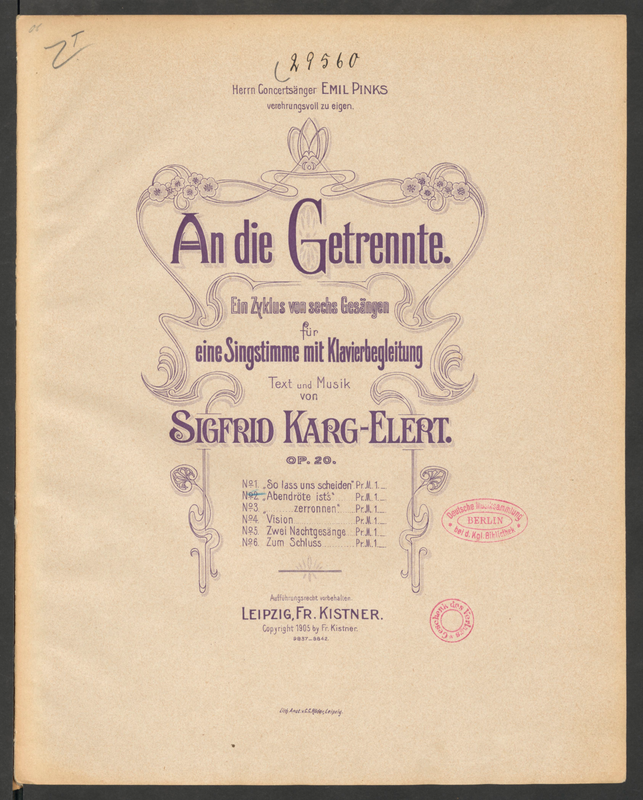 29560
Herrn Concertsänger EMIL PINKS
verehrungsvoll zu eigen.
An die Getrennte.
Ein Zyklus von sechs Gesängen
für
eine Singstimme mit Klavierbegleitung
Text und Musik
von
SIGFRID KARG-ELERT.
OP. 20.
No.1. „So lass uns scheiden" Pr.M. 1._
No.2. „Abendröte ist's" Pr.M. 1._
No.3. „... zerronnen" Pr.M. 1._
No.4. Vision Pr.M. 1._
No.5. Zwei Nachtgesänge Pr.M. 1._
No.6. Zum Schluss Pr.M. 1._
Deutsche Musiksammlung
BERLIN
bei d. Kgl. Bibliothek
Aufführungsrecht vorbehalten.
LEIPZIG, FR. KISTNER.
Copyright 1905 by Fr. Kistner.
Geschenk des